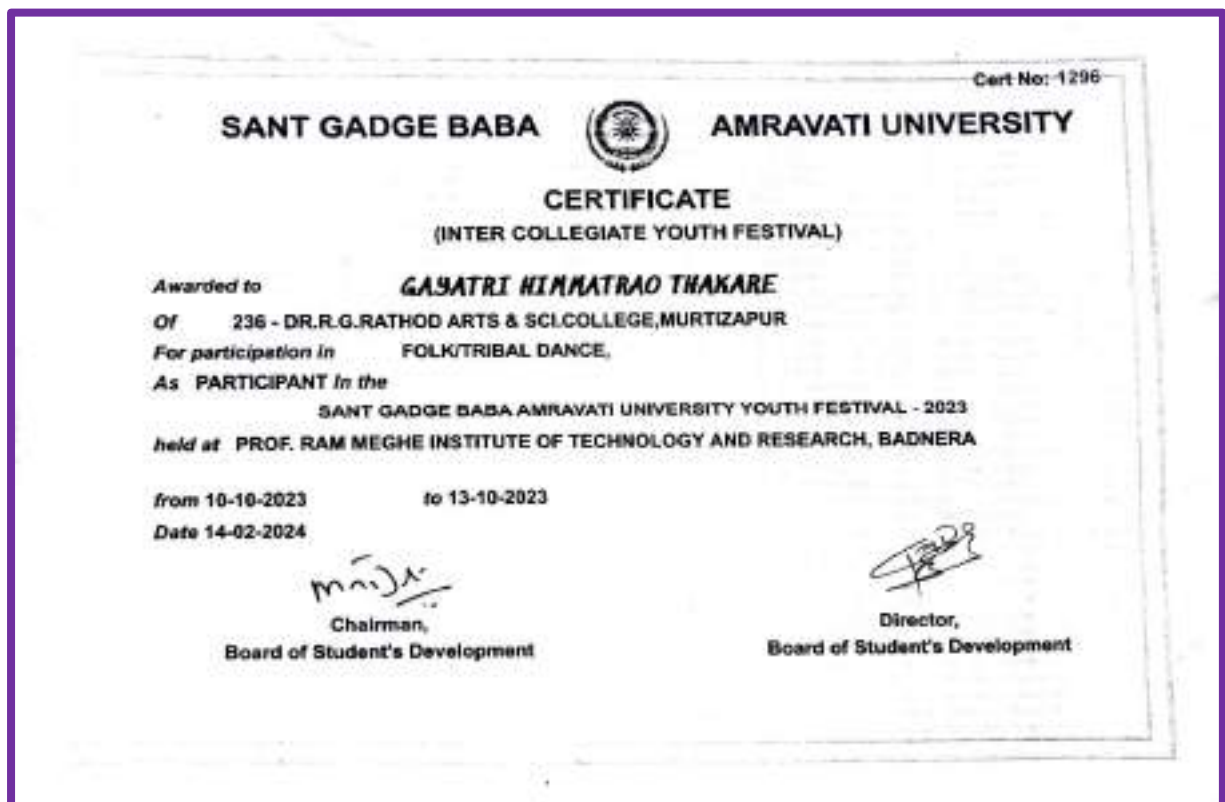 Cert No: 1296
SANT GADGE BABA AMRAVATI UNIVERSITY
CERTIFICATE
(INTER COLLEGIATE YOUTH FESTIVAL)
Awarded to GAYATRI HIMMATRAO THAKARE
Of 236 - DR.R.G.RATHOD ARTS & SCI.COLLEGE,MURTIZAPUR
For participation in FOLK/TRIBAL DANCE,
As PARTICIPANT In the
SANT GADGE BABA AMRAVATI UNIVERSITY YOUTH FESTIVAL - 2023
held at PROF. RAM MEGHE INSTITUTE OF TECHNOLOGY AND RESEARCH, BADNERA
from 10-10-2023 to 13-10-2023
Date 14-02-2024
Chairman, Director,
Board of Student's Development Board of Student's Development